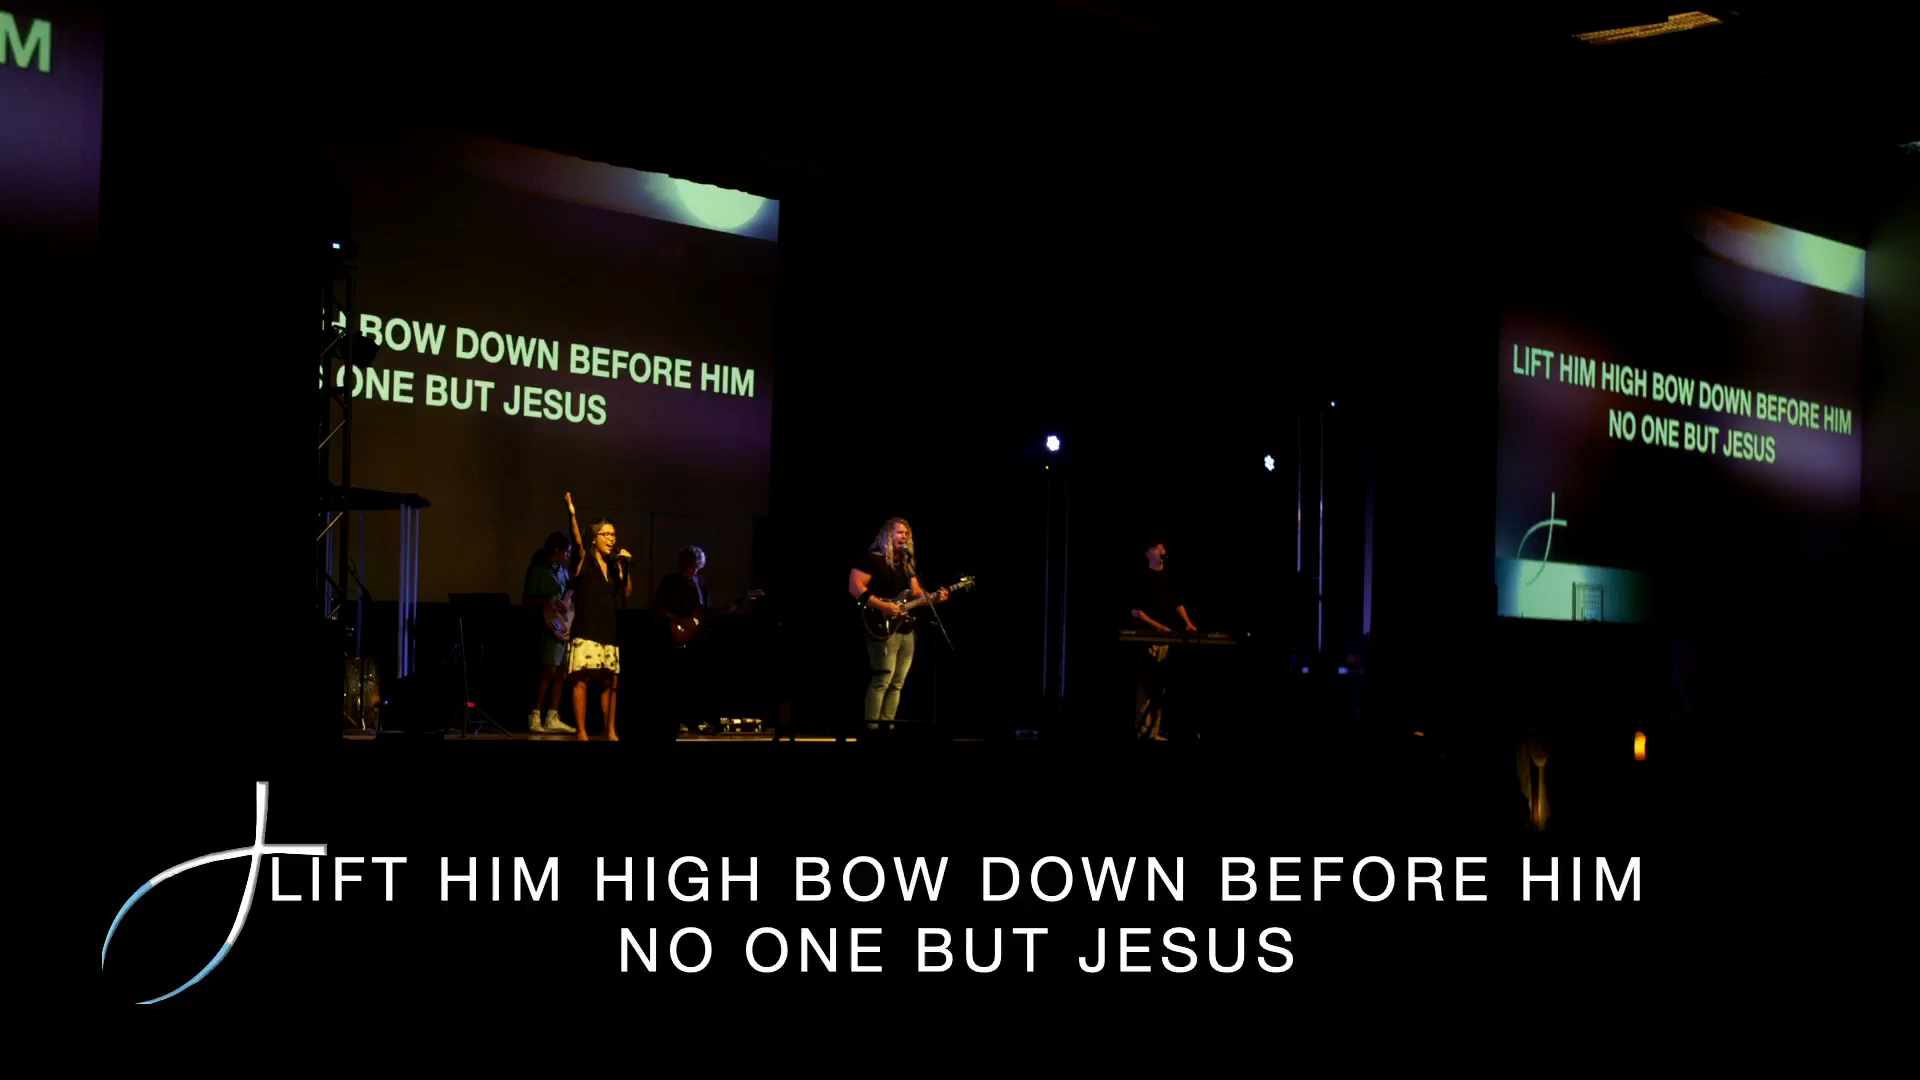 M
BOW DOWN BEFORE HIM
ONE BUT JESUS
LIFT HIM HIGH BOW DOWN BEFORE HIM
NO ONE BUT JESUS
LIFT HIM HIGH BOW DOWN BEFORE HIM
NO ONE BUT JESUS